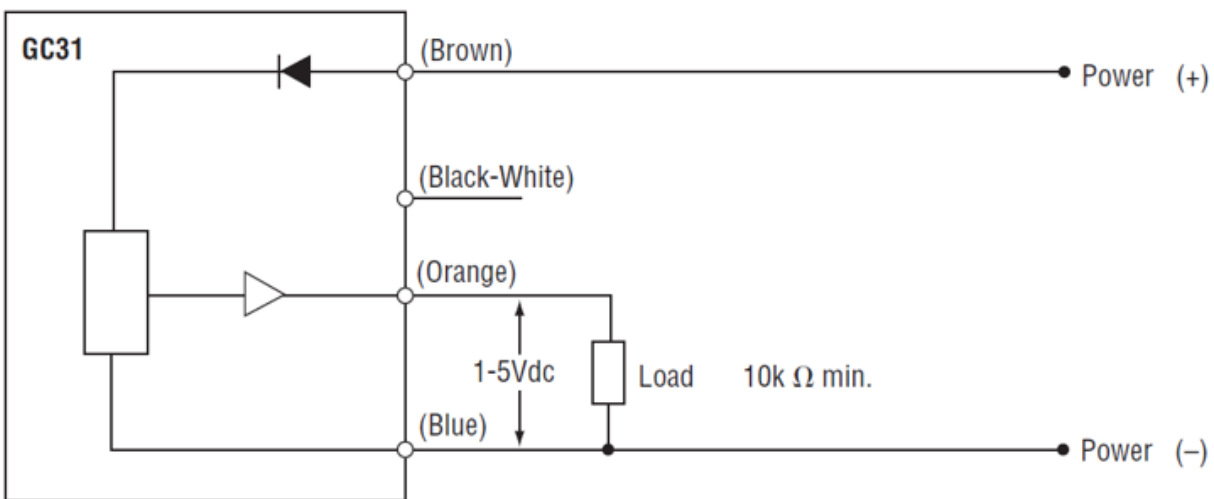 GC31
(Brown)
Power (+)
(Black-White)
(Orange)
1-5Vdc
Load 10k Ω min.
(Blue)
Power (–)